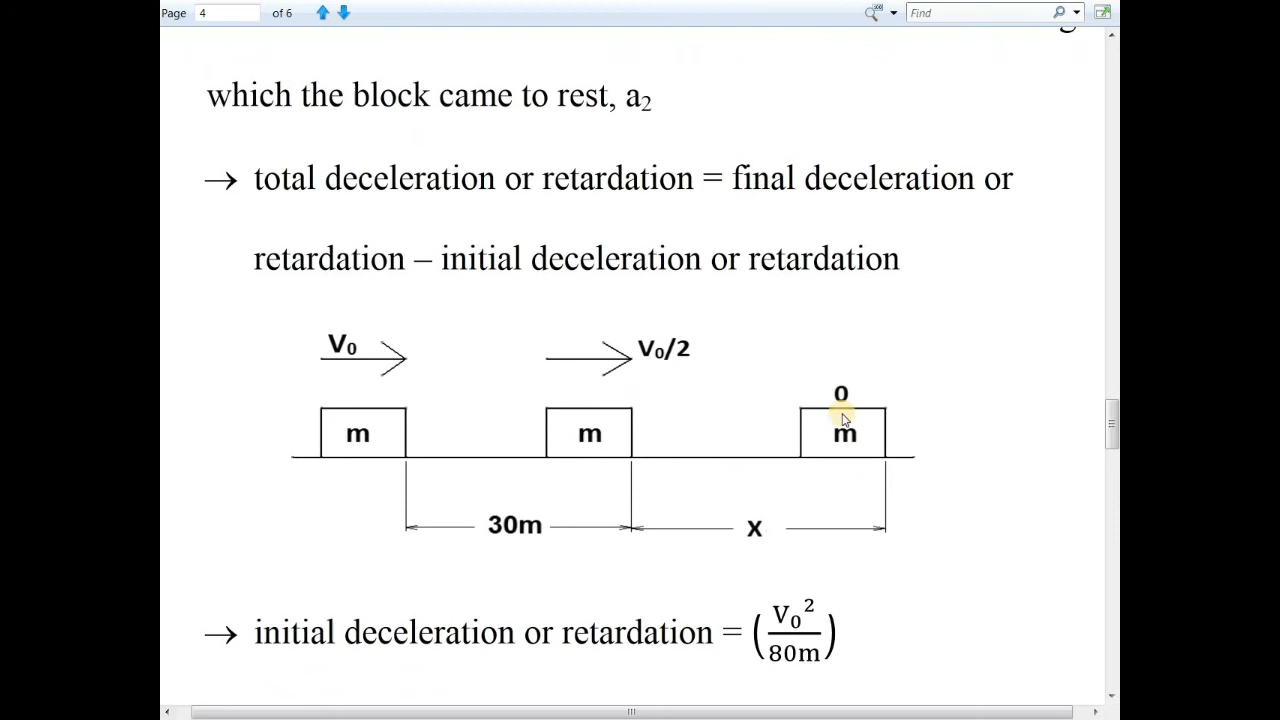 Page 4 of 6 Find
which the block came to rest, a₂
→ total deceleration or retardation = final deceleration or
retardation – initial deceleration or retardation
V₀ V₀/2
0
m m m
30m x
→ initial deceleration or retardation = (V₀²/80m)